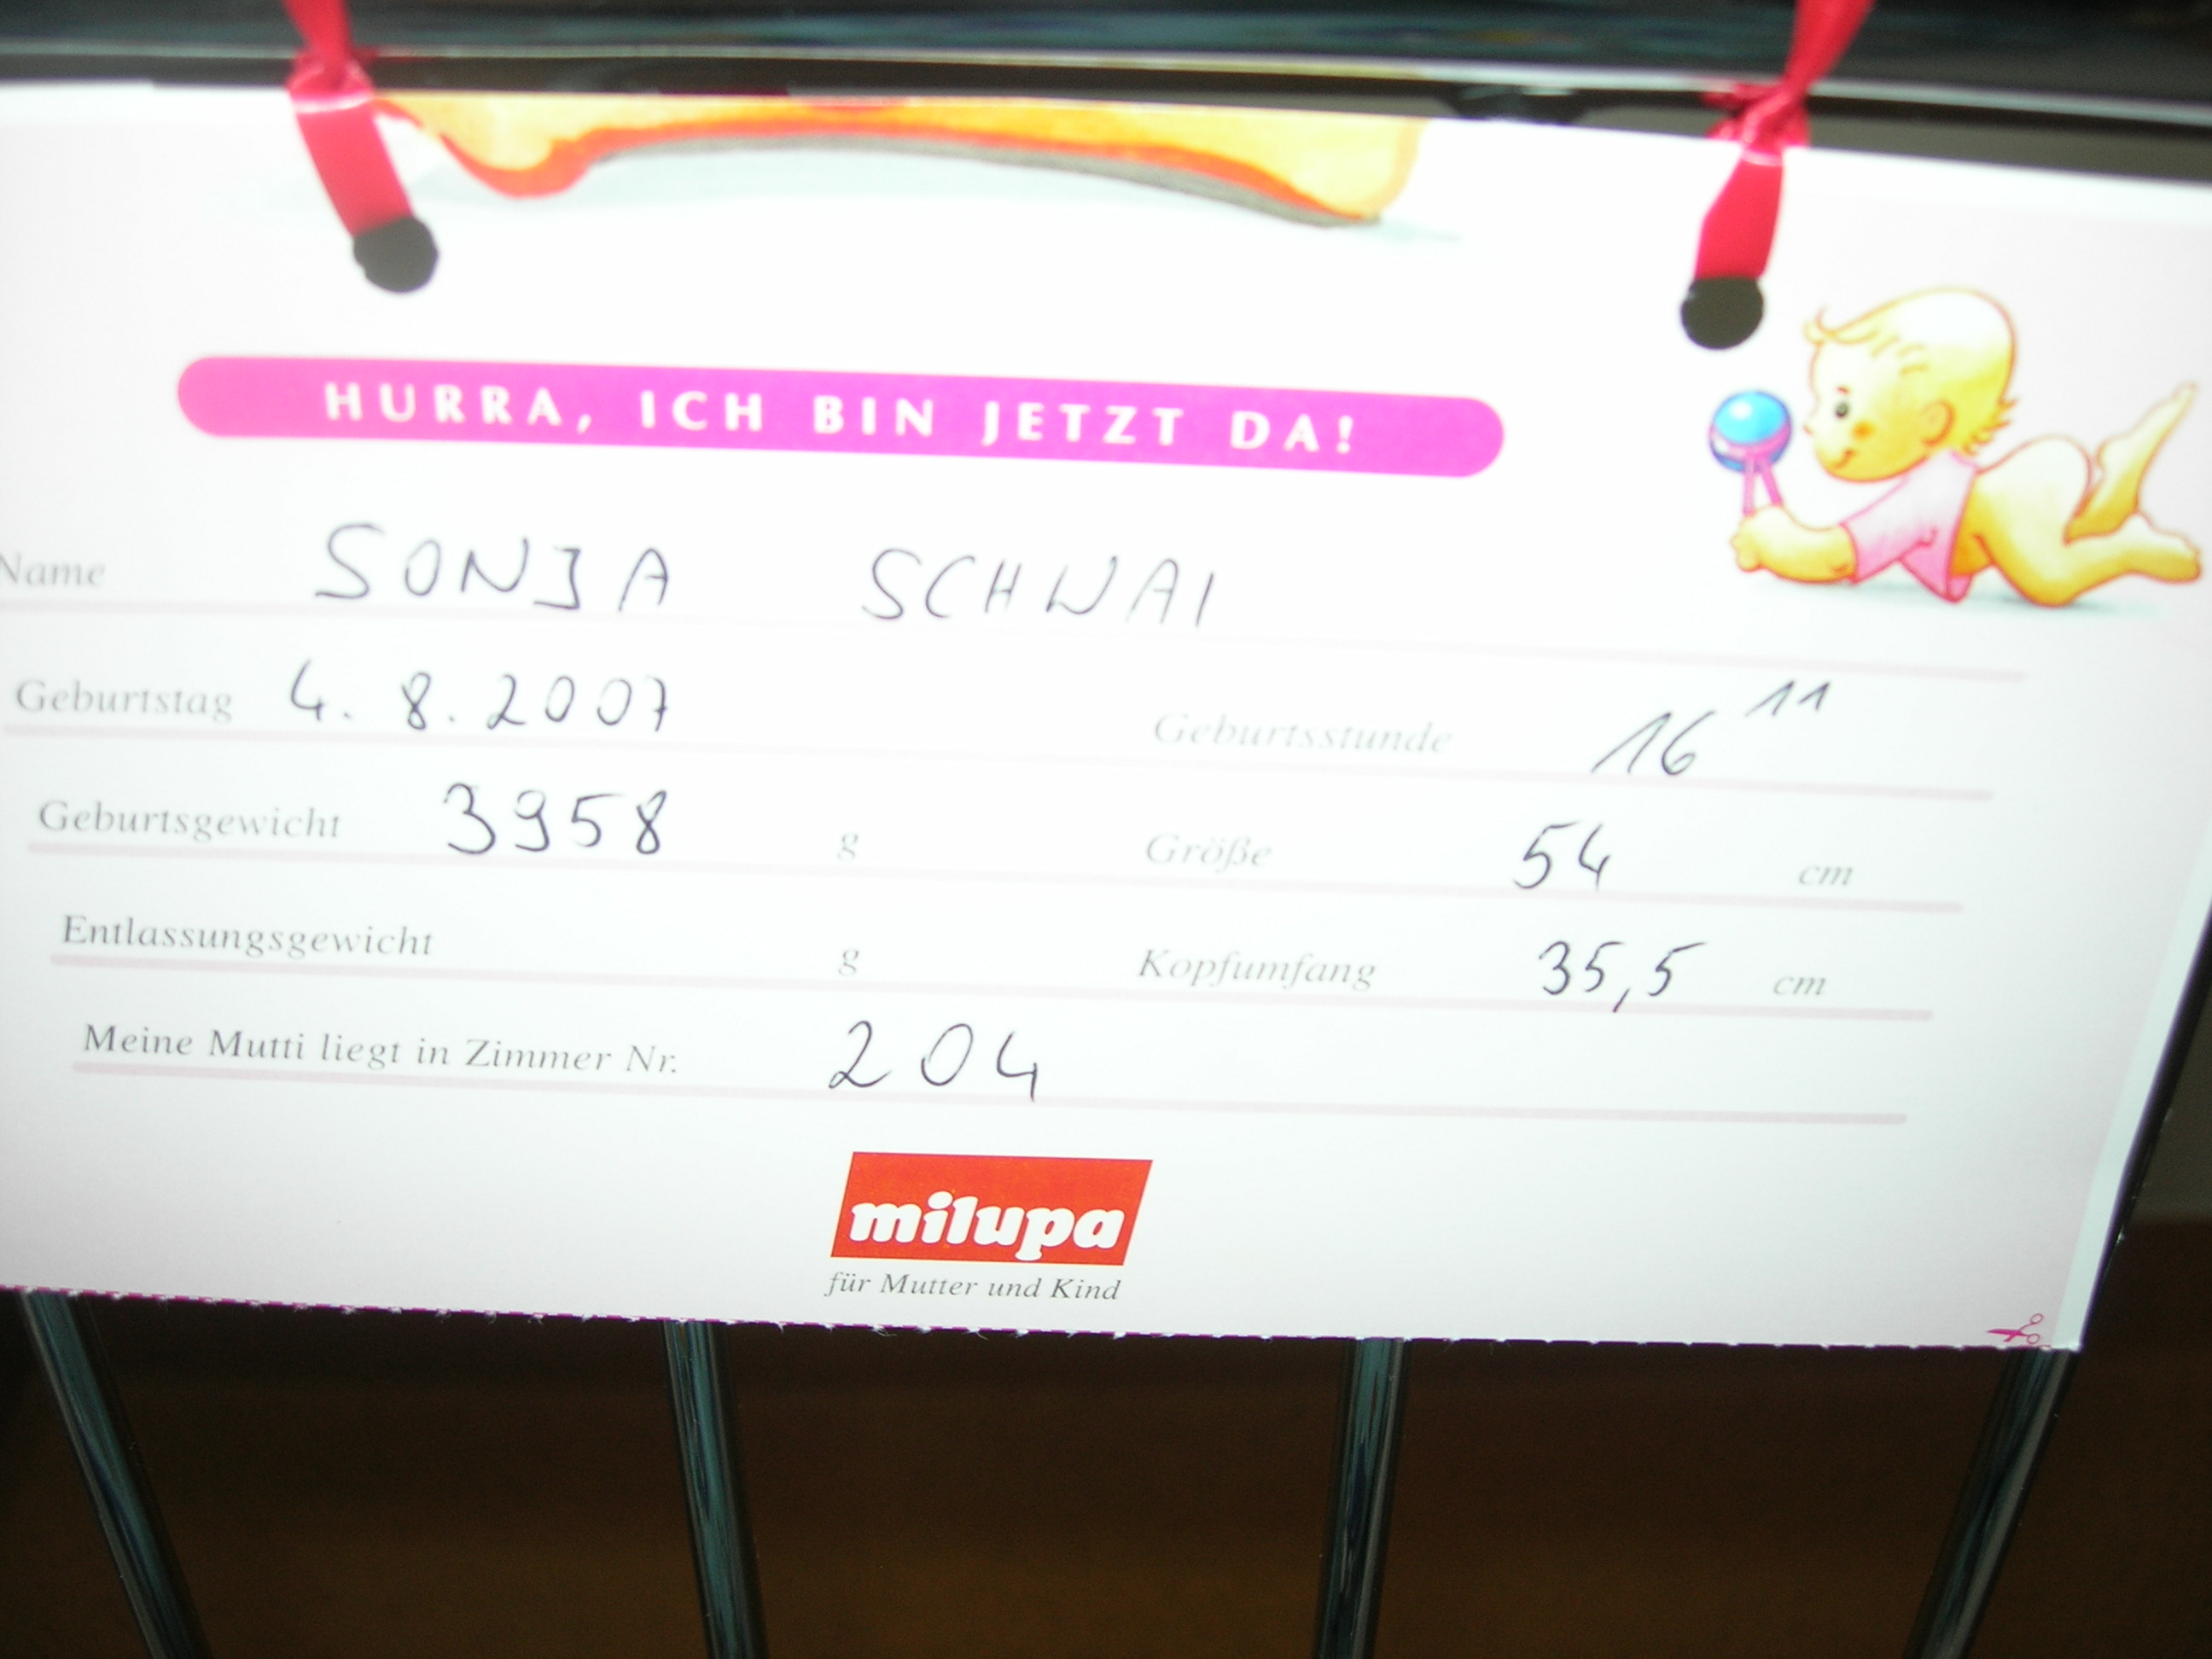 HURRA, ICH BIN JETZT DA!
Name SONJA SCHWAI
Geburtstag 4. 8. 2007 Geburtsstunde 16 11
Geburtsgewicht 3958 g Größe 54 cm
Entlassungsgewicht g Kopfumfang 35,5 cm
Meine Mutti liegt in Zimmer Nr. 204
milupa
für Mutter und Kind